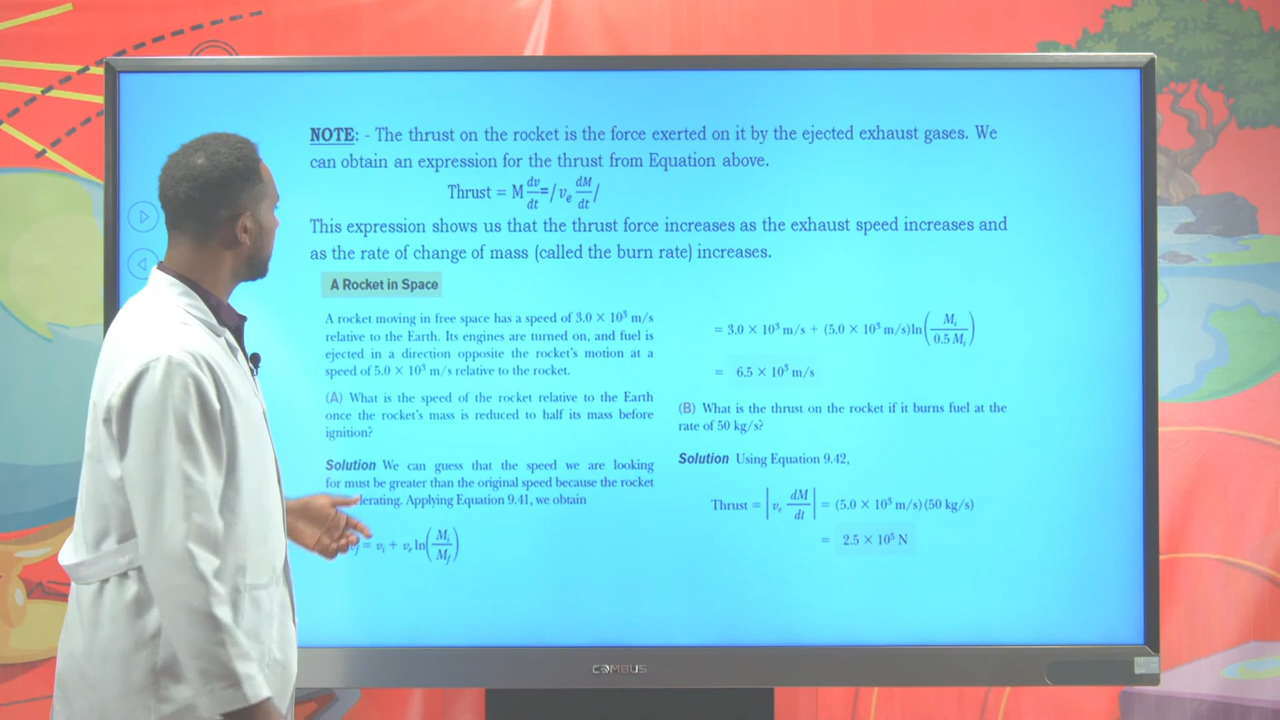 NOTE: - The thrust on the rocket is the force exerted on it by the ejected exhaust gases. We
can obtain an expression for the thrust from Equation above.
Thrust = M dv/dt =/ve dM/dt/
This expression shows us that the thrust force increases as the exhaust speed increases and
as the rate of change of mass (called the burn rate) increases.
A Rocket in Space
A rocket moving in free space has a speed of 3.0 × 10³ m/s
relative to the Earth. Its engines are turned on, and fuel is
ejected in a direction opposite the rocket's motion at a
speed of 5.0 × 10³ m/s relative to the rocket.
(A) What is the speed of the rocket relative to the Earth
once the rocket's mass is reduced to half its mass before
ignition?
Solution We can guess that the speed we are looking
for must be greater than the original speed because the rocket
Applying Equation 9.41, we obtain
= vi + ve ln(Mi/Mf)
= 3.0 × 10³ m/s + (5.0 × 10³ m/s)ln(Mi/0.5 Mi)
= 6.5 × 10³ m/s
(B) What is the thrust on the rocket if it burns fuel at the
rate of 50 kg/s?
Solution Using Equation 9.42,
Thrust = |ve dM/dt| = (5.0 × 10³ m/s)(50 kg/s)
= 2.5 × 10⁵ N
COMBUS